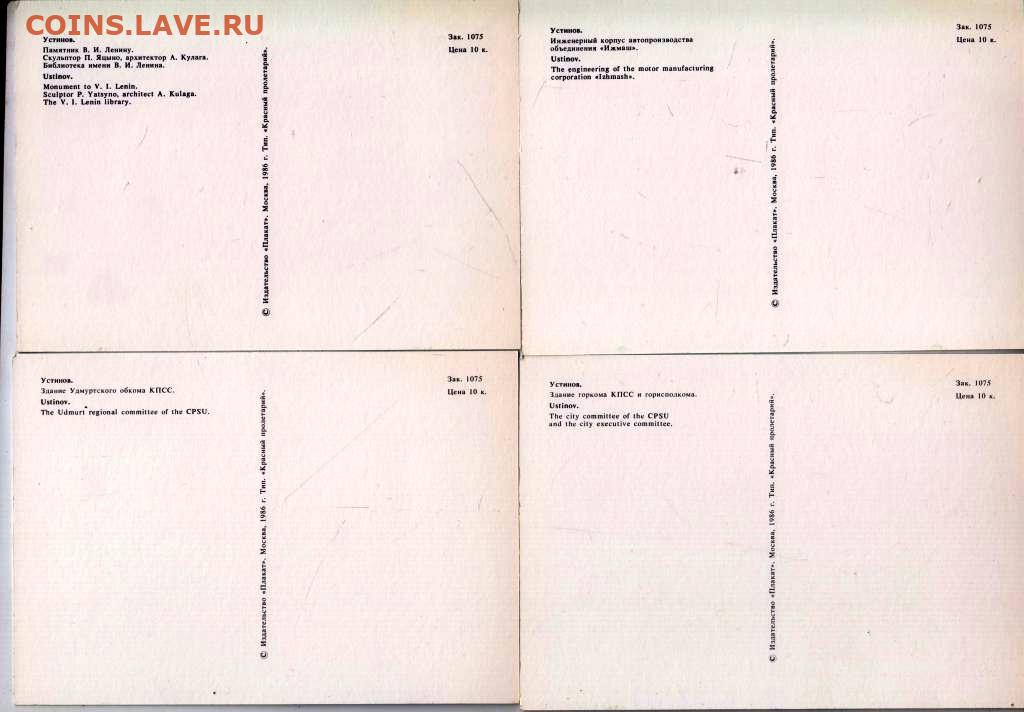 COINS.LAVE.RU
Устинов.
Памятник В. И. Ленину.
Скульптор П. Яцыно, архитектор А. Кулага.
Библиотека имени В. И. Ленина.
Ustinov.
Monument to V. I. Lenin.
Sculptor P. Yatsyno, architect A. Kulaga.
The V. I. Lenin library.
© Издательство «Плакат». Москва, 1986 г. Тип. «Красный пролетарий».
Зак. 1075
Цена 10 к.
Устинов.
Инженерный корпус автопроизводства
объединения «Ижмаш».
Ustinov.
The engineering of the motor manufacturing
corporation «Izhmash».
© Издательство «Плакат». Москва, 1986 г. Тип. «Красный пролетарий».
Зак. 1075
Цена 10 к.
Устинов.
Здание Удмуртского обкома КПСС.
Ustinov.
The Udmurt regional committee of the CPSU.
© Издательство «Плакат». Москва, 1986 г. Тип. «Красный пролетарий».
Зак. 1075
Цена 10 к.
Устинов.
Здание горкома КПСС и горисполкома.
Ustinov.
The city committee of the CPSU
and the city executive committee.
© Издательство «Плакат». Москва, 1986 г. Тип. «Красный пролетарий».
Зак. 1075
Цена 10 к.